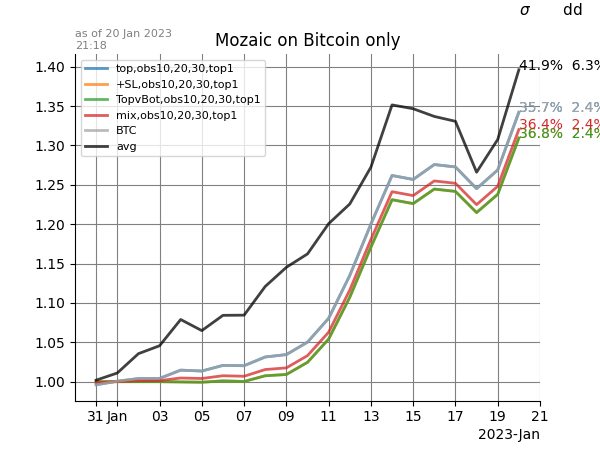 σ dd
as of 20 Jan 2023
21:18
Mozaic on Bitcoin only
top,obs10,20,30,top1
+SL,obs10,20,30,top1
TopvBot,obs10,20,30,top1
mix,obs10,20,30,top1
BTC
avg
41.9% 6.3%
35.7% 2.4%
36.4% 2.4%
36.8% 2.4%
1.40
1.35
1.30
1.25
1.20
1.15
1.10
1.05
1.00
31 Jan 03 05 07 09 11 13 15 17 19 21
2023-Jan